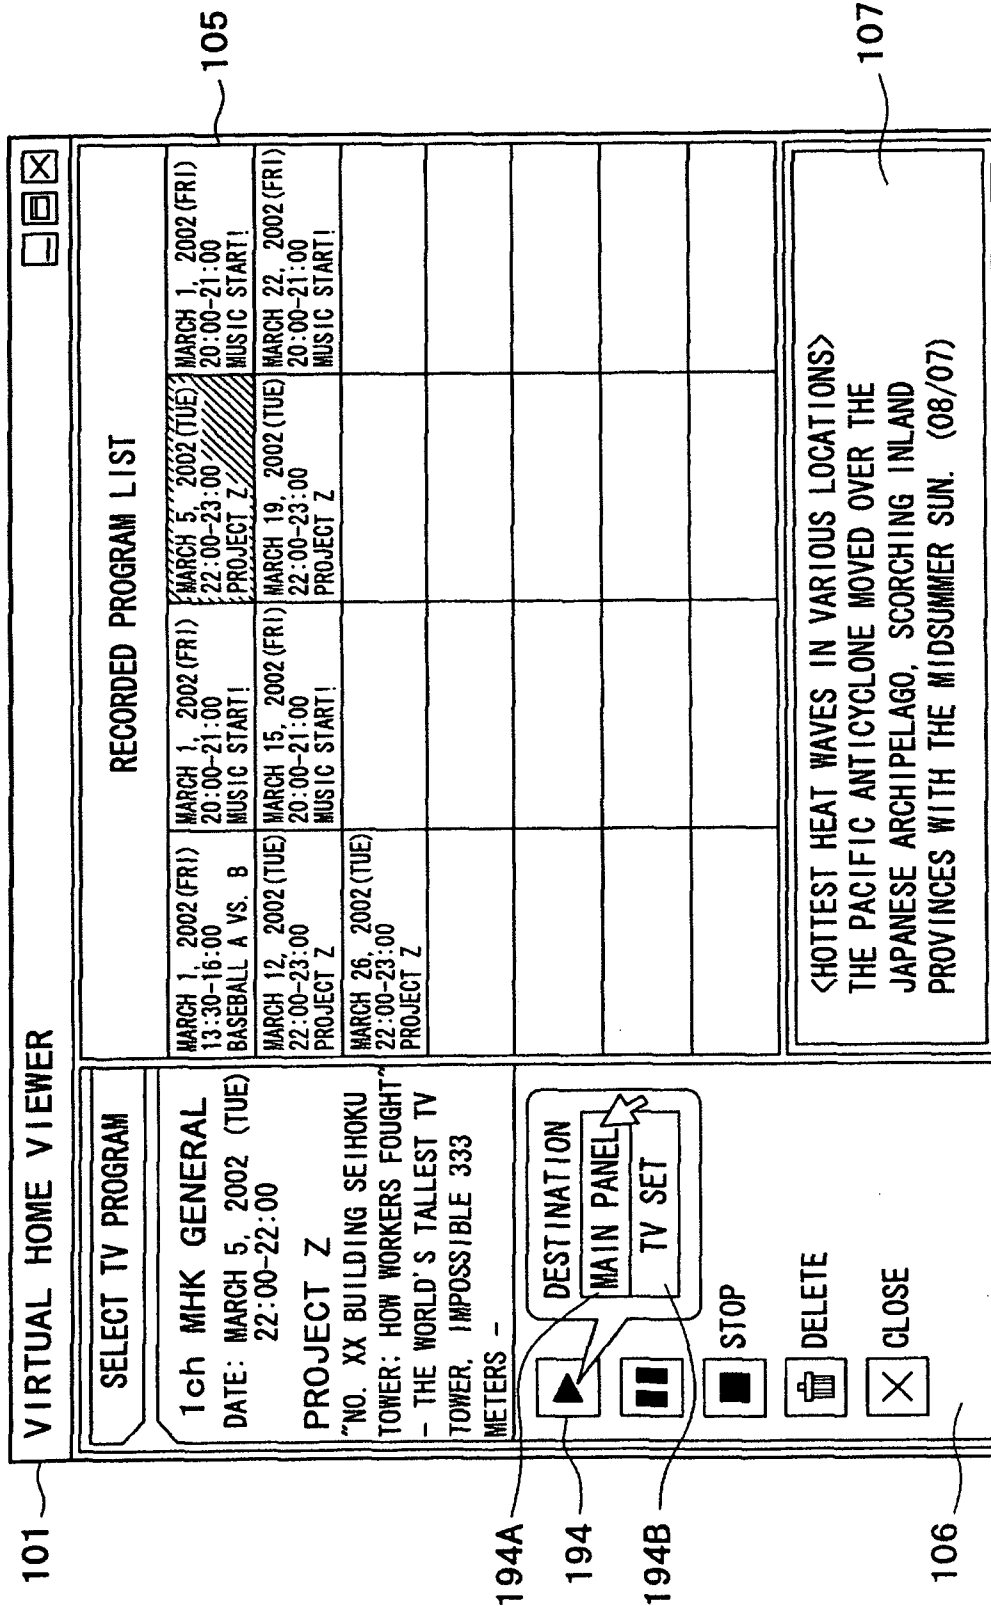 VIRTUAL HOME VIEWER
SELECT TV PROGRAM
1ch MHK GENERAL
DATE: MARCH 5, 2002 (TUE)
22:00-22:00
PROJECT Z
"NO. XX BUILDING SEIHOKU
TOWER: HOW WORKERS FOUGHT"
- THE WORLD'S TALLEST TV
TOWER, IMPOSSIBLE 333
METERS -
DESTINATION
MAIN PANEL
TV SET
STOP
DELETE
CLOSE
RECORDED PROGRAM LIST
MARCH 1, 2002(FRI)
13:30-16:00
BASEBALL A VS. B
MARCH 1, 2002(FRI)
20:00-21:00
MUSIC START!
MARCH 5, 2002(TUE)
22:00-23:00
PROJECT Z
MARCH 1, 2002(FRI)
20:00-21:00
MUSIC START!
MARCH 12, 2002(TUE)
22:00-23:00
PROJECT Z
MARCH 15, 2002(FRI)
20:00-21:00
MUSIC START!
MARCH 19, 2002(TUE)
22:00-23:00
PROJECT Z
MARCH 22, 2002(FRI)
20:00-21:00
MUSIC START!
MARCH 26, 2002(TUE)
22:00-23:00
PROJECT Z
<HOTTEST HEAT WAVES IN VARIOUS LOCATIONS>
THE PACIFIC ANTICYCLONE MOVED OVER THE
JAPANESE ARCHIPELAGO, SCORCHING INLAND
PROVINCES WITH THE MIDSUMMER SUN. (08/07)
101
105
194A
194
194B
106
107